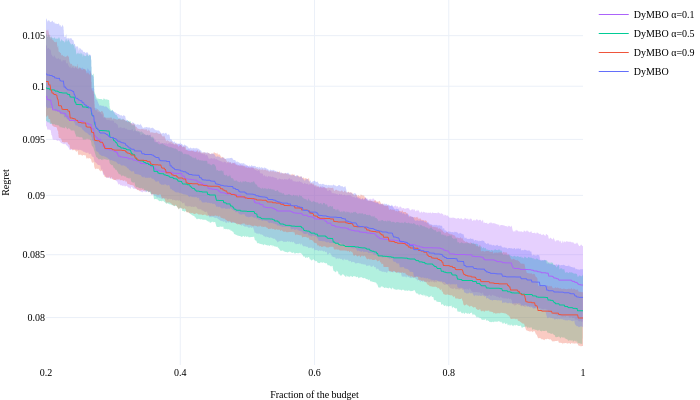 DyMBO α=0.1
DyMBO α=0.5
DyMBO α=0.9
DyMBO
0.105
0.1
0.095
0.09
0.085
0.08
Regret
0.2
0.4
0.6
0.8
1
Fraction of the budget